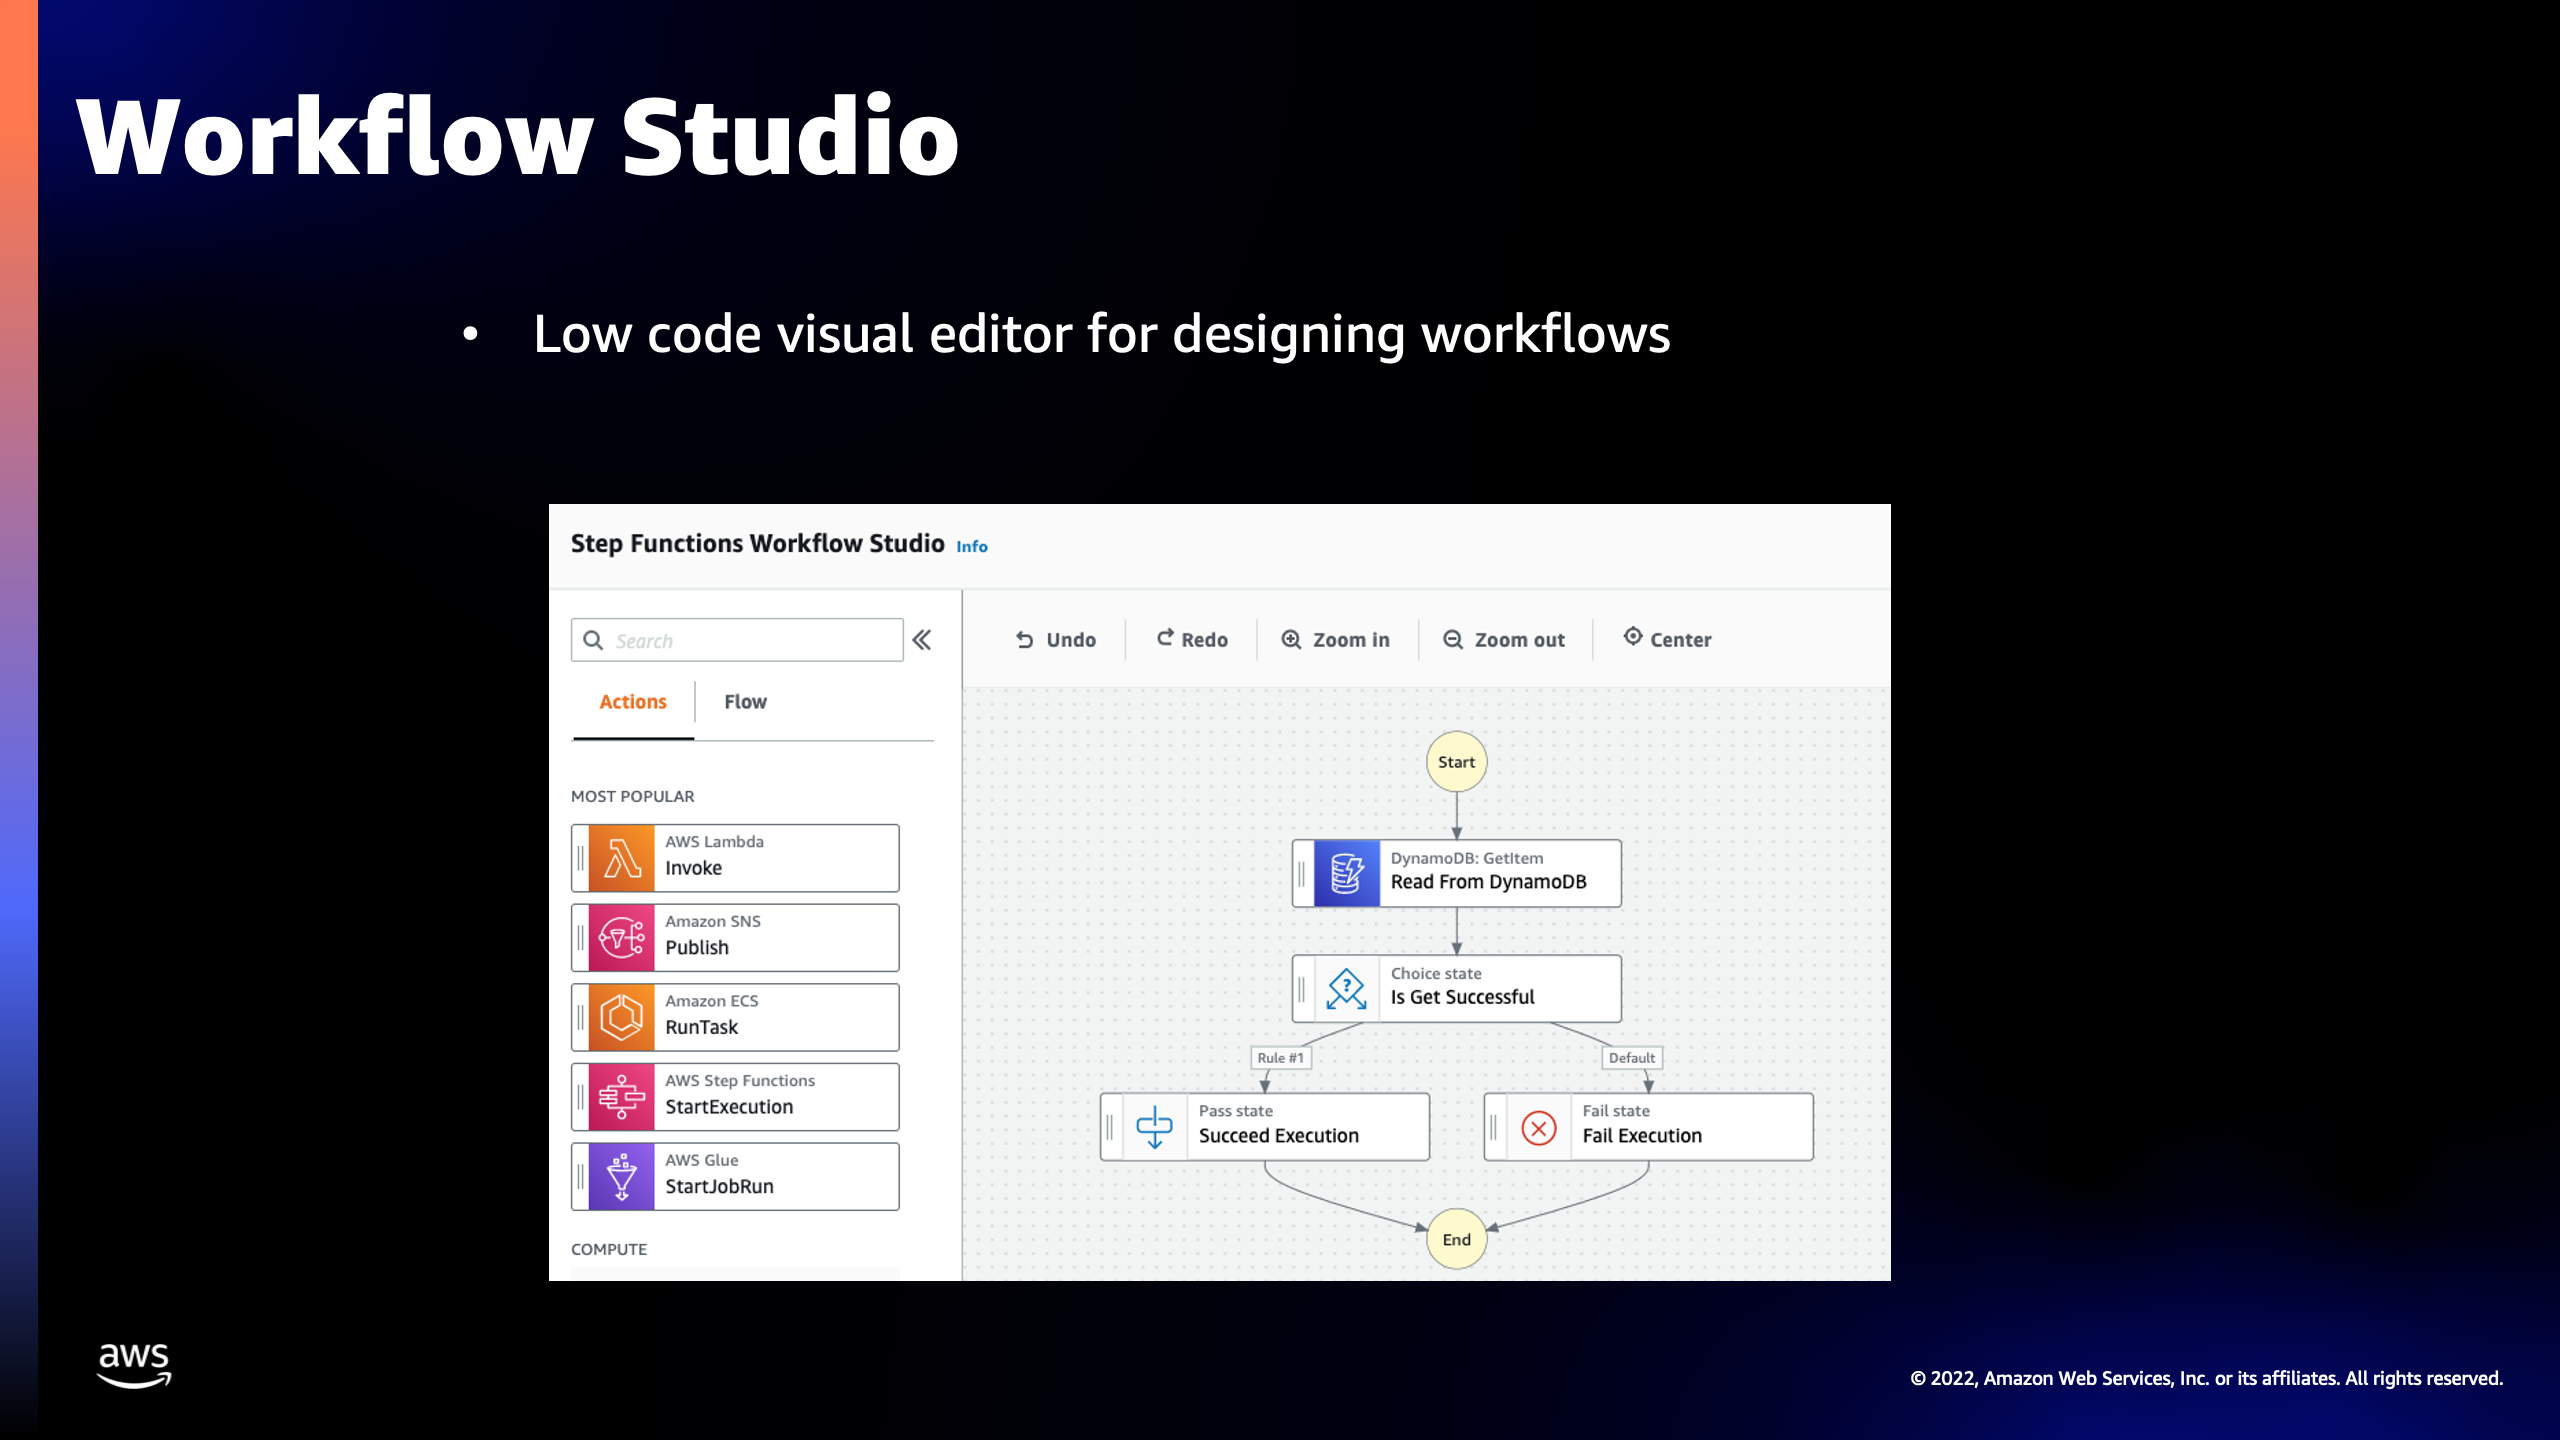 Workflow Studio
• Low code visual editor for designing workflows
Step Functions Workflow Studio Info
Search
Undo Redo Zoom in Zoom out Center
Actions Flow
MOST POPULAR
AWS Lambda
Invoke
Amazon SNS
Publish
Amazon ECS
RunTask
AWS Step Functions
StartExecution
AWS Glue
StartJobRun
COMPUTE
Start
DynamoDB: GetItem
Read From DynamoDB
Choice state
Is Get Successful
Rule #1 Default
Pass state
Succeed Execution
Fail state
Fail Execution
End
aws
© 2022, Amazon Web Services, Inc. or its affiliates. All rights reserved.